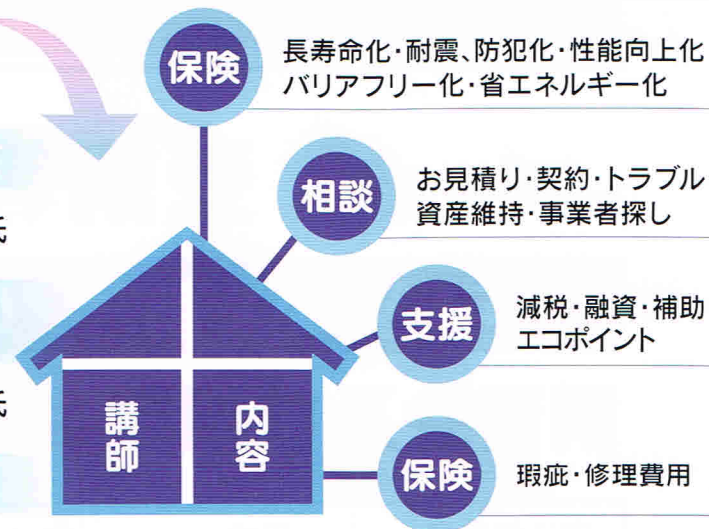 保険
長寿命化・耐震、防犯化・性能向上化
バリアフリー化・省エネルギー化
相談
お見積り・契約・トラブル
資産維持・事業者探し
氏
支援
減税・融資・補助
エコポイント
氏
講師
内容
保険
瑕疵・修理費用